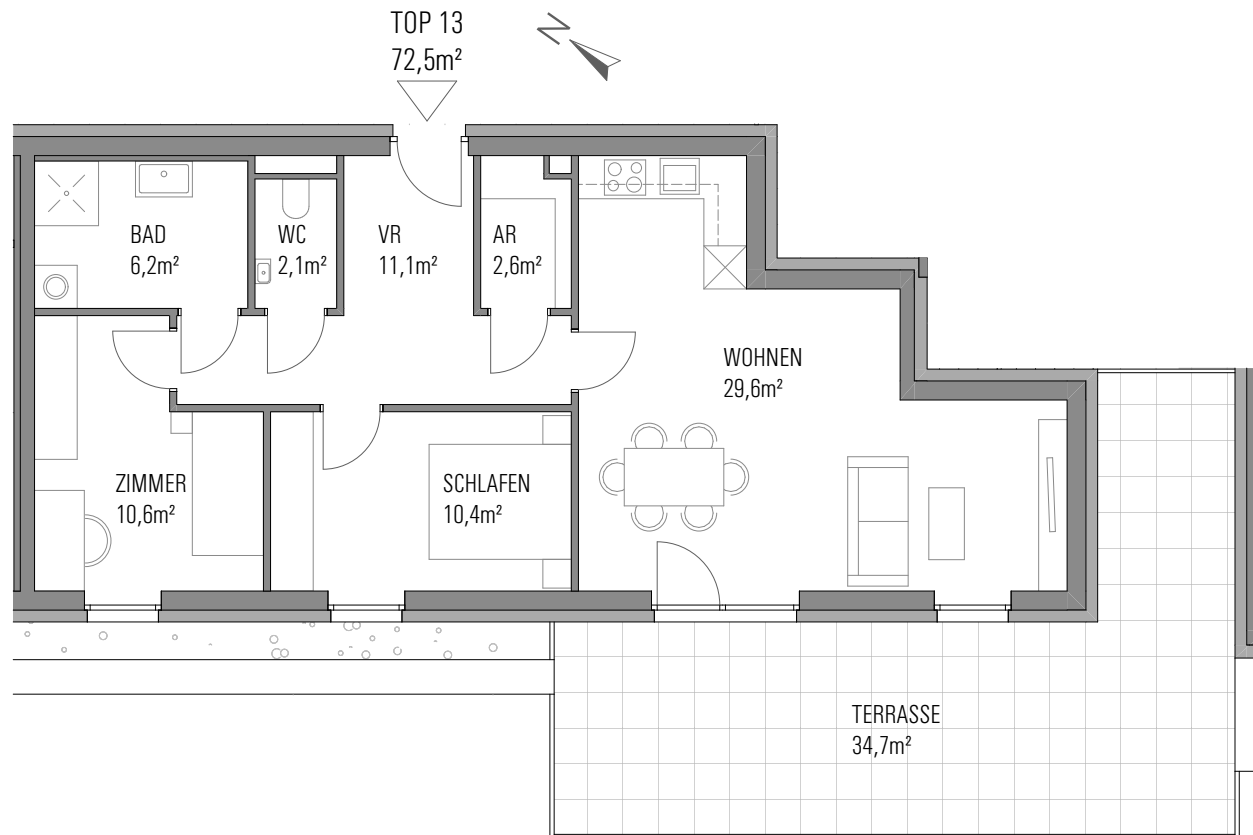 TOP 13
72,5m²
N
BAD
6,2m²
WC
2,1m²
VR
11,1m²
AR
2,6m²
WOHNEN
29,6m²
ZIMMER
10,6m²
SCHLAFEN
10,4m²
TERRASSE
34,7m²